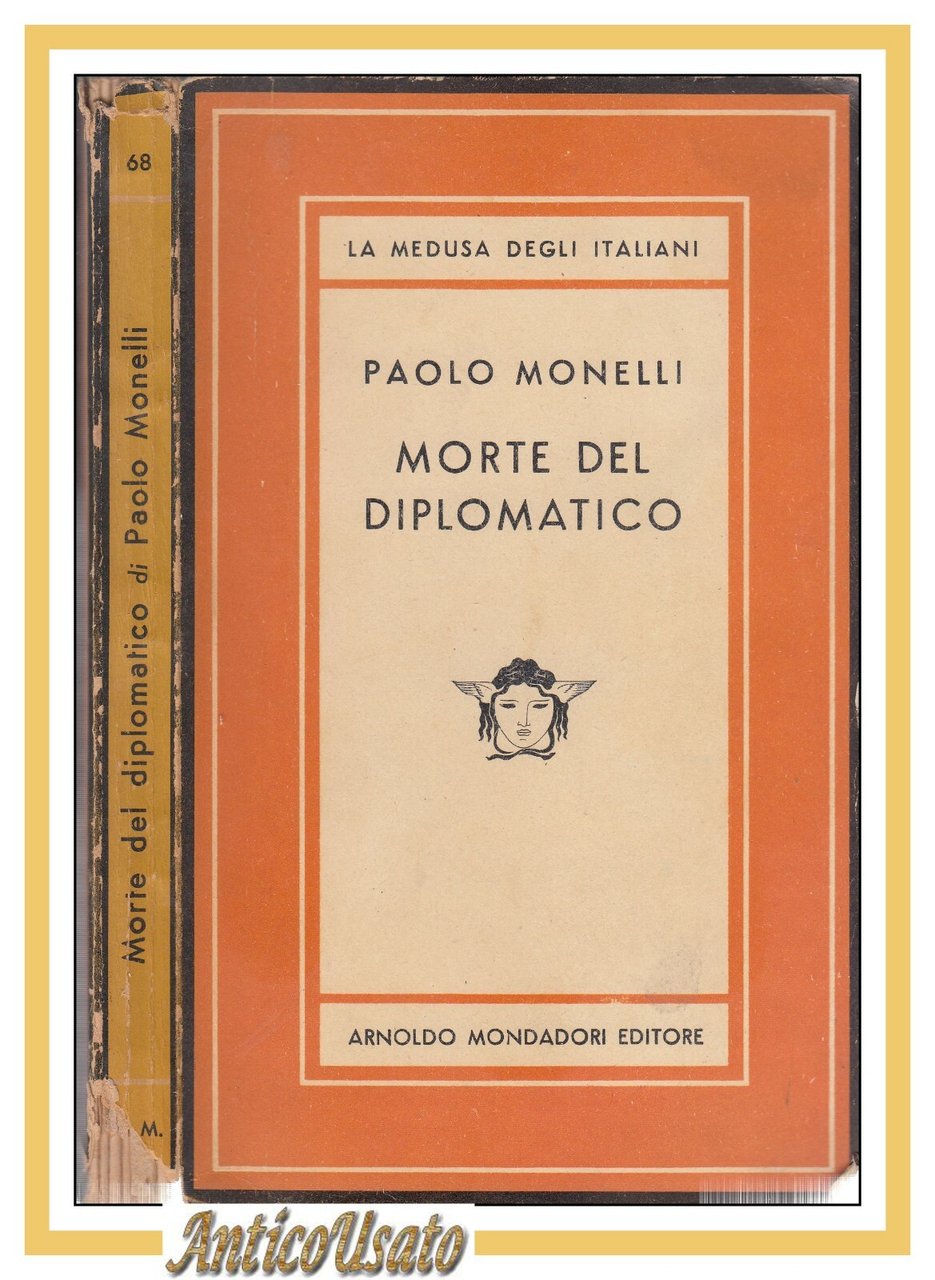 68
Morte del diplomatico di Paolo Monelli
M.
LA MEDUSA DEGLI ITALIANI
PAOLO MONELLI
MORTE DEL
DIPLOMATICO
ARNOLDO MONDADORI EDITORE
AnticoUsato